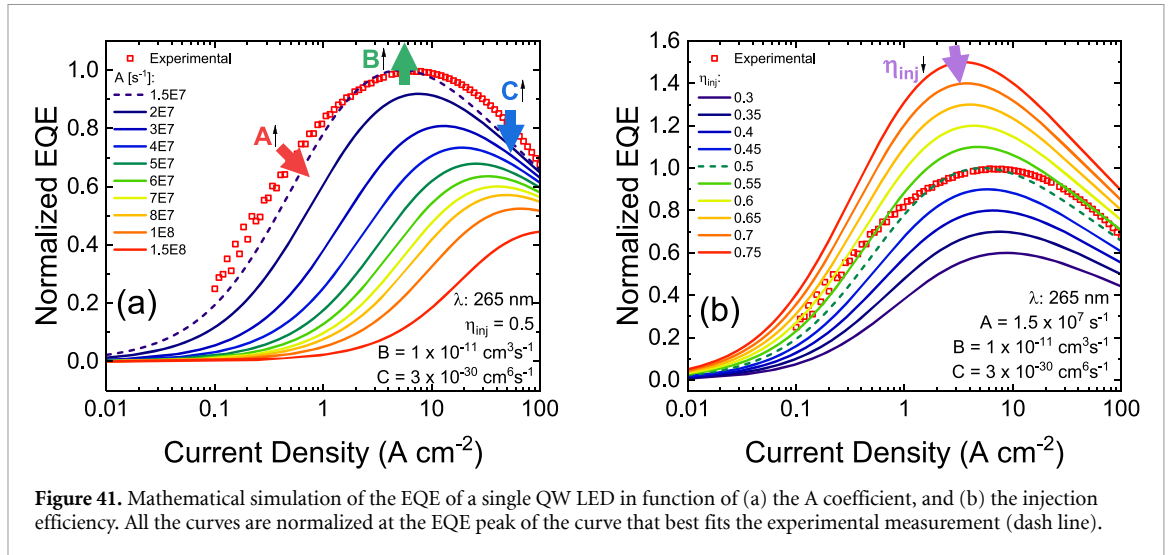 Normalized EQE
1.0
0.8
0.6
0.4
0.2
0.0
Experimental
A [s⁻¹]:
1.5E7
2E7
3E7
4E7
5E7
6E7
7E7
8E7
1E8
1.5E8
A↑
B↑
C↑
(a)
λ: 265 nm
η_inj = 0.5
B = 1 x 10⁻¹¹ cm³s⁻¹
C = 3 x 10⁻³⁰ cm⁶s⁻¹
0.01 0.1 1 10 100
Current Density (A cm⁻²)
Normalized EQE
1.6
1.4
1.2
1.0
0.8
0.6
0.4
0.2
0.0
Experimental
η_inj:
0.3
0.35
0.4
0.45
0.5
0.55
0.6
0.65
0.7
0.75
η_inj↓
(b)
λ: 265 nm
A = 1.5 x 10⁷ s⁻¹
B = 1 x 10⁻¹¹ cm³s⁻¹
C = 3 x 10⁻³⁰ cm⁶s⁻¹
0.01 0.1 1 10 100
Current Density (A cm⁻²)
Figure 41. Mathematical simulation of the EQE of a single QW LED in function of (a) the A coefficient, and (b) the injection
efficiency. All the curves are normalized at the EQE peak of the curve that best fits the experimental measurement (dash line).